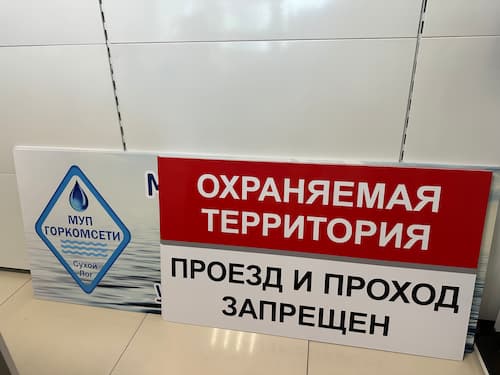 МУП
ГОРКОМСЕТИ
Сухой
Лог
ОХРАНЯЕМАЯ
ТЕРРИТОРИЯ
ПРОЕЗД И ПРОХОД
ЗАПРЕЩЕН